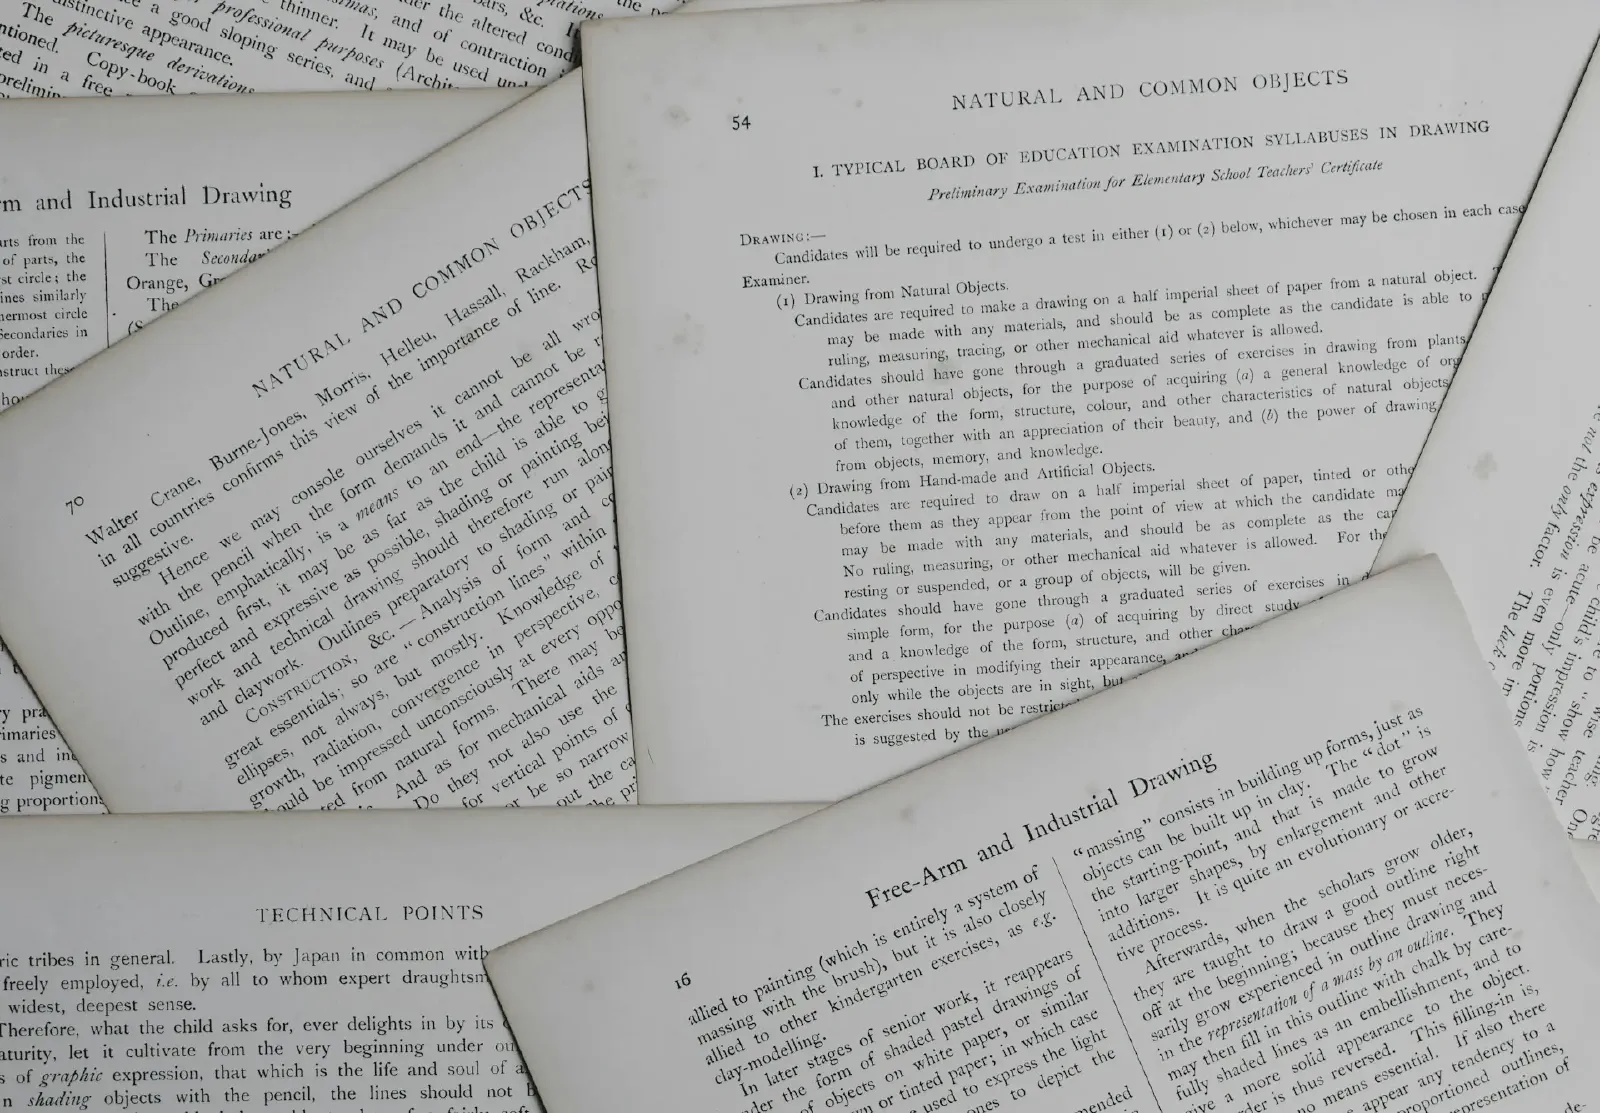 NATURAL AND COMMON OBJECTS
54
I. TYPICAL BOARD OF EDUCATION EXAMINATION SYLLABUSES IN DRAWING
Preliminary Examination for Elementary School Teachers' Certificate
DRAWING:—
Candidates will be required to undergo a test in either (1) or (2) below, whichever may be chosen in each case
Examiner.
(1) Drawing from Natural Objects.
Candidates are required to make a drawing on a half imperial sheet of paper from a natural object.
may be made with any materials, and should be as complete as the candidate is able to
ruling, measuring, tracing, or other mechanical aid whatever is allowed.
Candidates should have gone through a graduated series of exercises in drawing from plants
and other natural objects, for the purpose of acquiring (a) a general knowledge of
knowledge of the form, structure, colour, and other characteristics of natural objects
of them, together with an appreciation of their beauty, and (b) the power of drawing
from objects, memory, and knowledge.
(2) Drawing from Hand-made and Artificial Objects.
Candidates are required to draw on a half imperial sheet of paper, tinted or
before them as they appear from the point of view at which the candidate
may be made with any materials, and should be as complete as the
No ruling, measuring, or other mechanical aid whatever is allowed. For
resting or suspended, or a group of objects, will be given.
Candidates should have gone through a graduated series of exercises in
simple form, for the purpose (a) of acquiring by direct study
and a knowledge of the form, structure, and other
of perspective in modifying their appearance,
only while the objects are in sight, but
The exercises should not be
is suggested by the
NATURAL AND COMMON OBJECTS
70
Walter Crane, Burne-Jones, Morris, Helleu, Hassall, Rackham,
in all countries confirms this view of the importance of line.
suggestive.
Hence we may console ourselves it cannot be all
with the pencil when the form demands it and cannot be
Outline, emphatically, is a means to an end—the
produced first, it may be as far as the child is able to
perfect and expressive as possible, shading or painting
work and technical drawing should therefore run
and claywork. Outlines preparatory to shading or
CONSTRUCTION, &c.—Analysis of form and
great essentials; so are "construction lines" within
ellipses, not always, but mostly. Knowledge of
growth, radiation, convergence in perspective,
be impressed unconsciously at every
from natural forms. There may
And as for mechanical aids
Do they not also use the
for vertical points of
be so narrow
out the
and Industrial Drawing
from the
of parts, the
circle; the
similarly
circle
Secondaries in
order.
The Primaries are :—
The
Orange,
The
The distinctive appearance.
picturesque derivations
Copy-book
in a free
a good sloping series, and
professional purposes
thinner. It may be used
and of contraction
the altered
TECHNICAL POINTS
tribes in general. Lastly, by Japan in common with
freely employed, i.e. by all to whom expert
widest, deepest sense.
Therefore, what the child asks for, ever delights in by its
let it cultivate from the very beginning under
of graphic expression, that which is the life and soul of
shading objects with the pencil, the lines should not
Free-Arm and Industrial Drawing
16
allied to painting (which is entirely a system of
massing with the brush), but it is also closely
allied to other kindergarten exercises, as e.g.
clay-modelling.
In later stages of senior work, it reappears
the form of shaded pastel drawings of
objects on white paper, or similar
or tinted paper; in which case
used to express the light
to depict the
"massing" consists in building up forms, just as
objects can be built up in clay. The "dot" is
the starting-point, and that is made to grow
into larger shapes, by enlargement and other
additions. It is quite an evolutionary or accre-
tive process.
Afterwards, when the scholars grow older,
they are taught to draw a good outline right
off at the beginning; because they must neces-
sarily grow experienced in outline drawing and
in the representation of a mass by an outline. They
may then fill in this outline with chalk by care-
fully shaded lines as an embellishment, and to
a more solid appearance to the object.
is thus reversed. This filling-in is,
no means essential. If also there
appear any tendency to a
outlines,
of
not the only factor. The luck
expression is even more
be acute—only portions
child's impression is
to "show how"
wise teacher